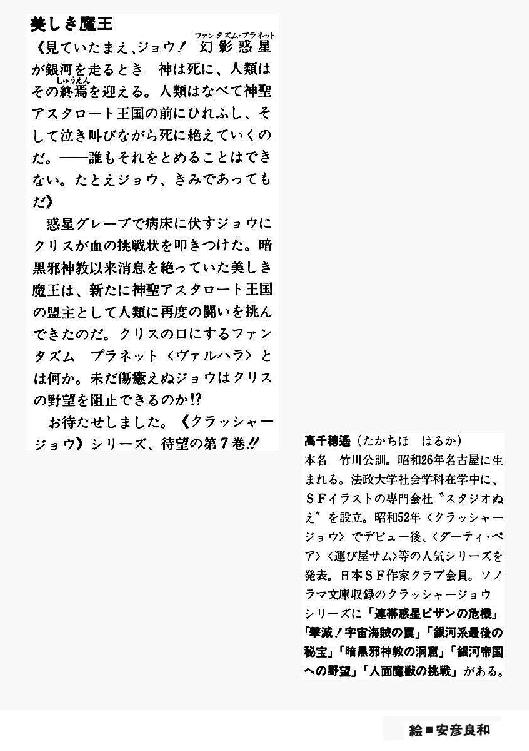 美しき魔王
《見ていたまえ、ジョウ! 幻影惑星
ファンタズム・プラネット
が銀河を走るとき 神は死に、人類は
その終焉を迎える。人類はなべて神聖
しゅうえん
アスタロート王国の前にひれふし、そ
して泣き叫びながら死に絶えていくの
だ。――誰もそれをとめることはでき
ない。たとえジョウ、きみであっても
だ》
惑星グレーブで病床に伏すジョウに
クリスが血の挑戦状を叩きつけた。暗
黒邪神教以来消息を絶っていた美しき
魔王は、新たに神聖アスタロート王国
の盟主として人類に再度の闘いを挑ん
できたのだ。クリスの口にするファン
タズム プラネット〈ヴァルハラ〉と
は何か。未だ傷癒えぬジョウはクリス
の野望を阻止できるのか!?
お待たせしました。《クラッシャー
ジョウ》シリーズ、待望の第7巻!!
高千穂遙（たかちほ はるか）
本名 竹川公訓。昭和26年名古屋に生
まれる。法政大学社会学科在学中に、
ＳＦイラストの専門会社〝スタジオぬ
え〟を設立。昭和52年〈クラッシャー
ジョウ〉でデビュー後、〈ダーティ・ペ
ア〉〈運び屋サム〉等の人気シリーズを
発表。日本ＳＦ作家クラブ会員。ソノ
ラマ文庫収録のクラッシャージョウ
シリーズに「連帯惑星ピザンの危機」
「撃滅!宇宙海賊の罠」「銀河系最後の
秘宝」「暗黒邪神教の洞窟」「銀河帝国
への野望」「人面魔獣の挑戦」がある。
絵■安彦良和